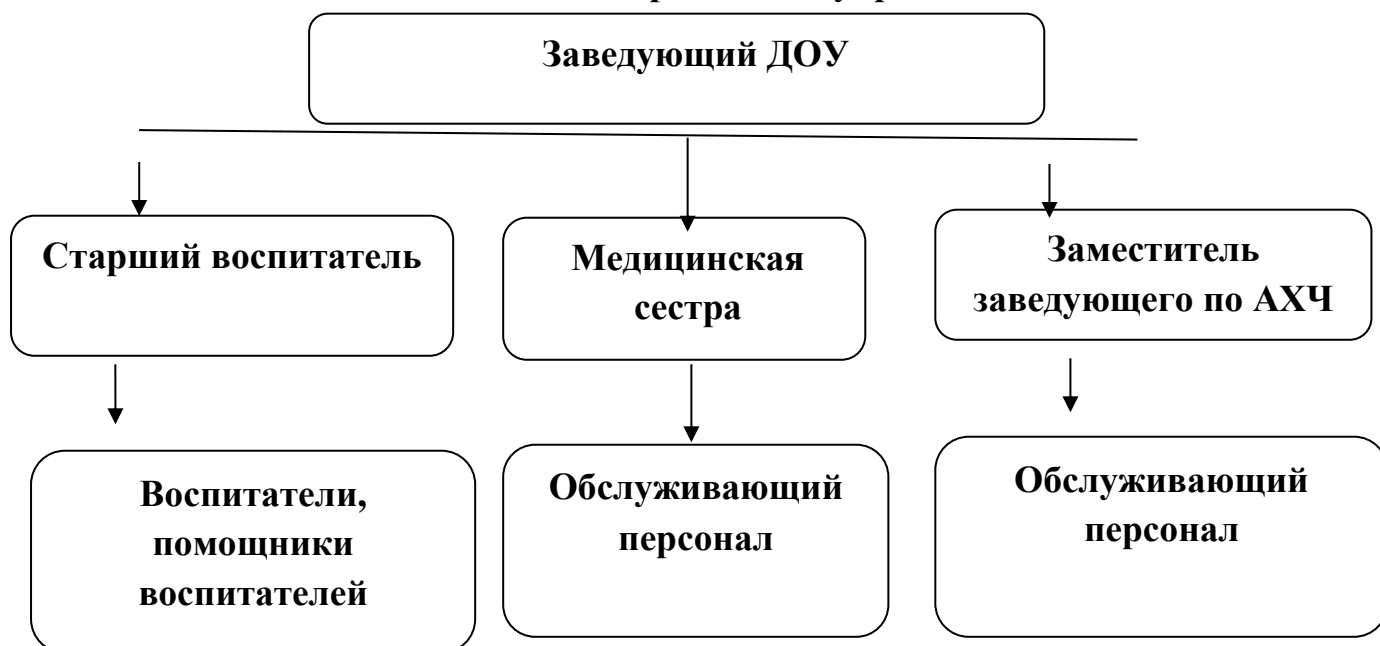 Заведующий ДОУ
Старший воспитатель
Медицинская
сестра
Заместитель
заведующего по АХЧ
Воспитатели,
помощники
воспитателей
Обслуживающий
персонал
Обслуживающий
персонал